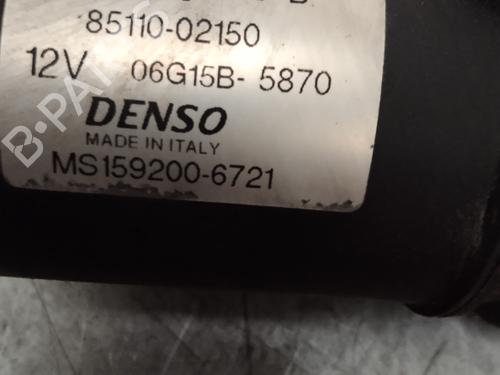 85110-02150
12V 06G15B- 5870
DENSO
MADE IN ITALY
MS159200-6721